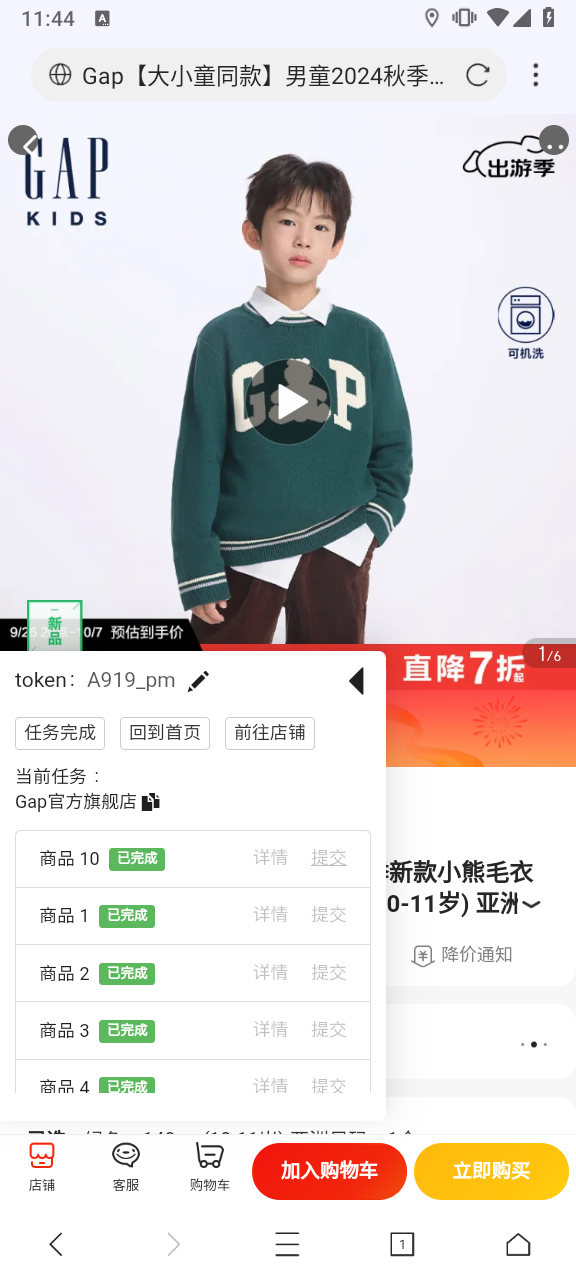 11:44
Gap【大小童同款】男童2024秋季...
GAP
KIDS
出游季
可机洗
GAP
新品
预估到手价
1/6
直降7折起
token: A919_pm
任务完成 回到首页 前往店铺
当前任务：
Gap官方旗舰店
商品 10 已完成 详情 提交
商品 1 已完成 详情 提交
商品 2 已完成 详情 提交
商品 3 已完成 详情 提交
商品 4 已完成 详情 提交
新款小熊毛衣
0-11岁) 亚洲
降价通知
店铺 客服 购物车 加入购物车 立即购买
1